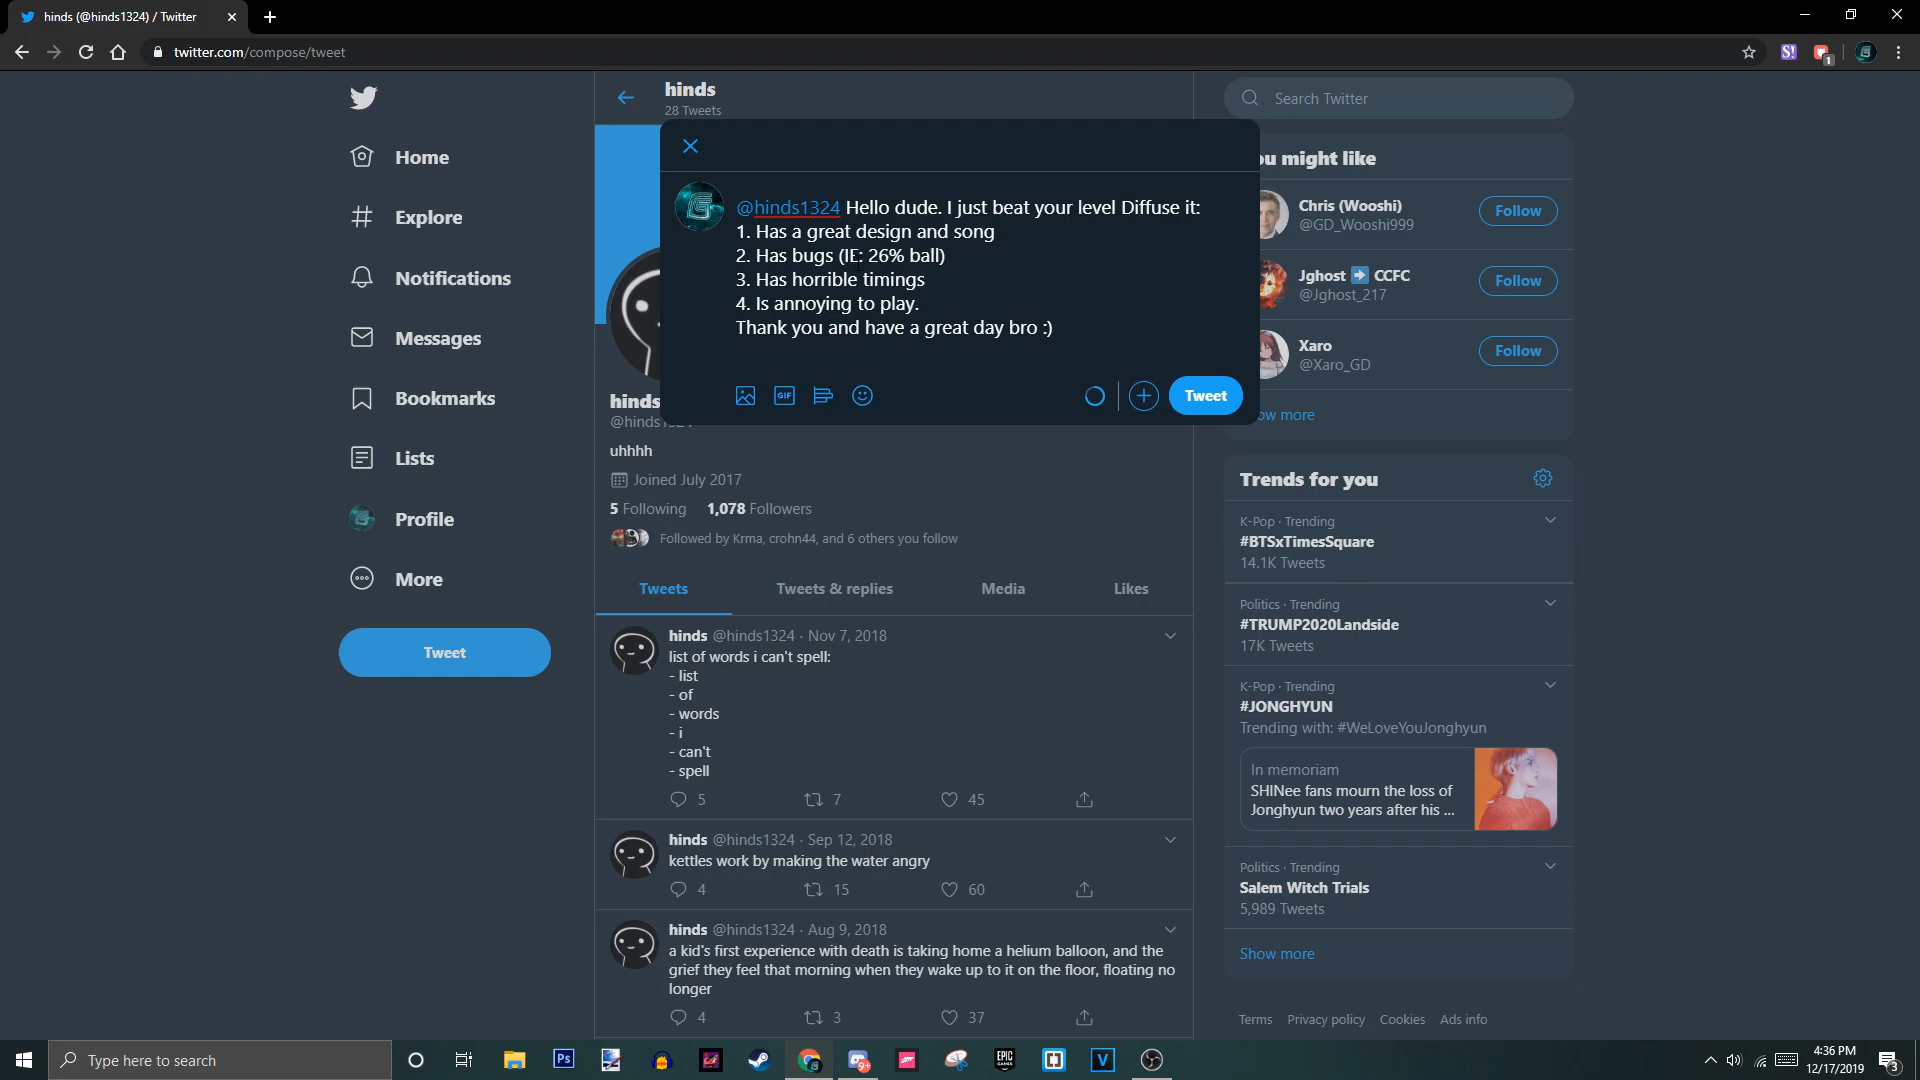 hinds (@hinds1324) / Twitter
twitter.com/compose/tweet
S!
1
Home
Explore
Notifications
Messages
Bookmarks
Lists
Profile
More
Tweet
hinds
28 Tweets
@hinds1324 Hello dude. I just beat your level Diffuse it:
1. Has a great design and song
2. Has bugs (IE: 26% ball)
3. Has horrible timings
4. Is annoying to play.
Thank you and have a great day bro :)
GIF
Tweet
hinds
uhhhh
Joined July 2017
5 Following 1,078 Followers
Followed by Krma, crohn44, and 6 others you follow
Tweets Tweets & replies Media Likes
hinds @hinds1324 · Nov 7, 2018
list of words i can't spell:
- list
- of
- words
- i
- can't
- spell
5 7 45
hinds @hinds1324 · Sep 12, 2018
kettles work by making the water angry
4 15 60
hinds @hinds1324 · Aug 9, 2018
a kid's first experience with death is taking home a helium balloon, and the
grief they feel that morning when they wake up to it on the floor, floating no
longer
4 3 37
Search Twitter
might like
Chris (Wooshi)
@GD_Wooshi999
Follow
Jghost ➡ CCFC
@Jghost_217
Follow
Xaro
@Xaro_GD
Follow
more
Trends for you
K-Pop · Trending
#BTSxTimesSquare
14.1K Tweets
Politics · Trending
#TRUMP2020Landside
17K Tweets
K-Pop · Trending
#JONGHYUN
Trending with: #WeLoveYouJonghyun
In memoriam
SHINee fans mourn the loss of
Jonghyun two years after his ...
Politics · Trending
Salem Witch Trials
5,989 Tweets
Show more
Terms Privacy policy Cookies Ads info
Type here to search
Ps
9+
EPIC
GAMES
V
4:36 PM
12/17/2019
3